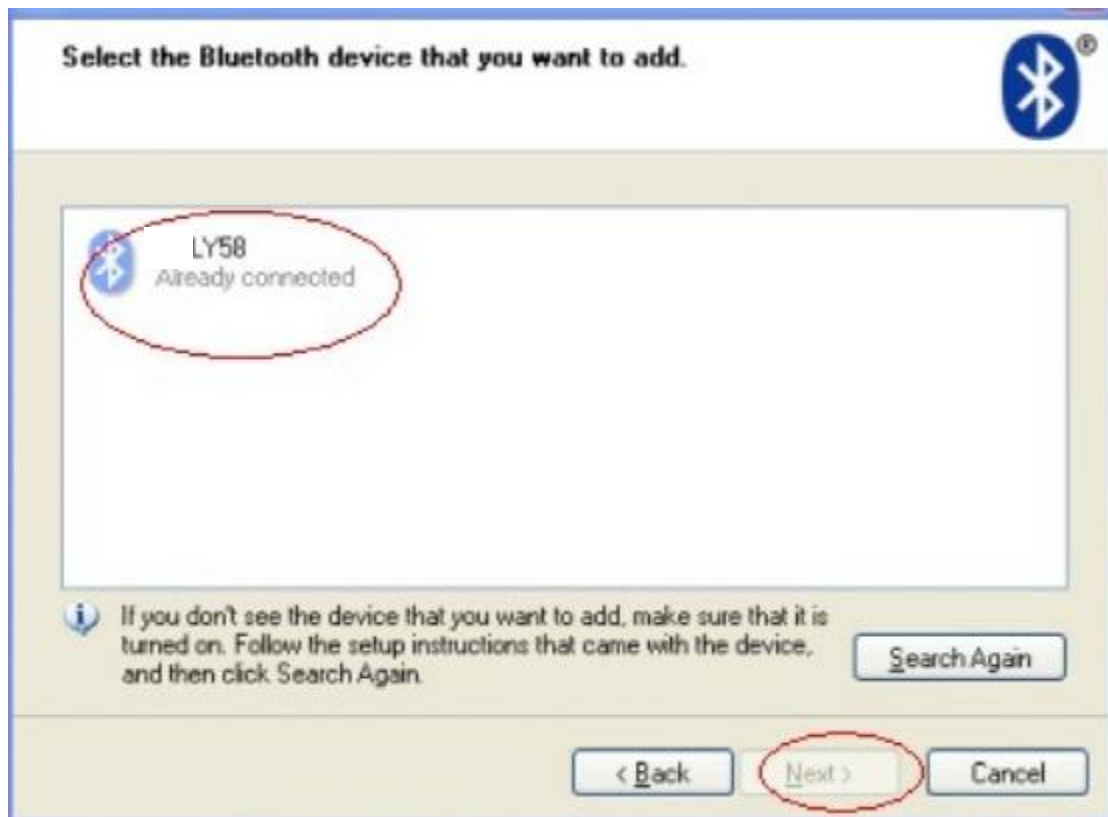 Select the Bluetooth device that you want to add.
®
LY58
Already connected
If you don't see the device that you want to add, make sure that it is
turned on. Follow the setup instructions that came with the device,
and then click Search Again.
Search Again
< Back
Next >
Cancel